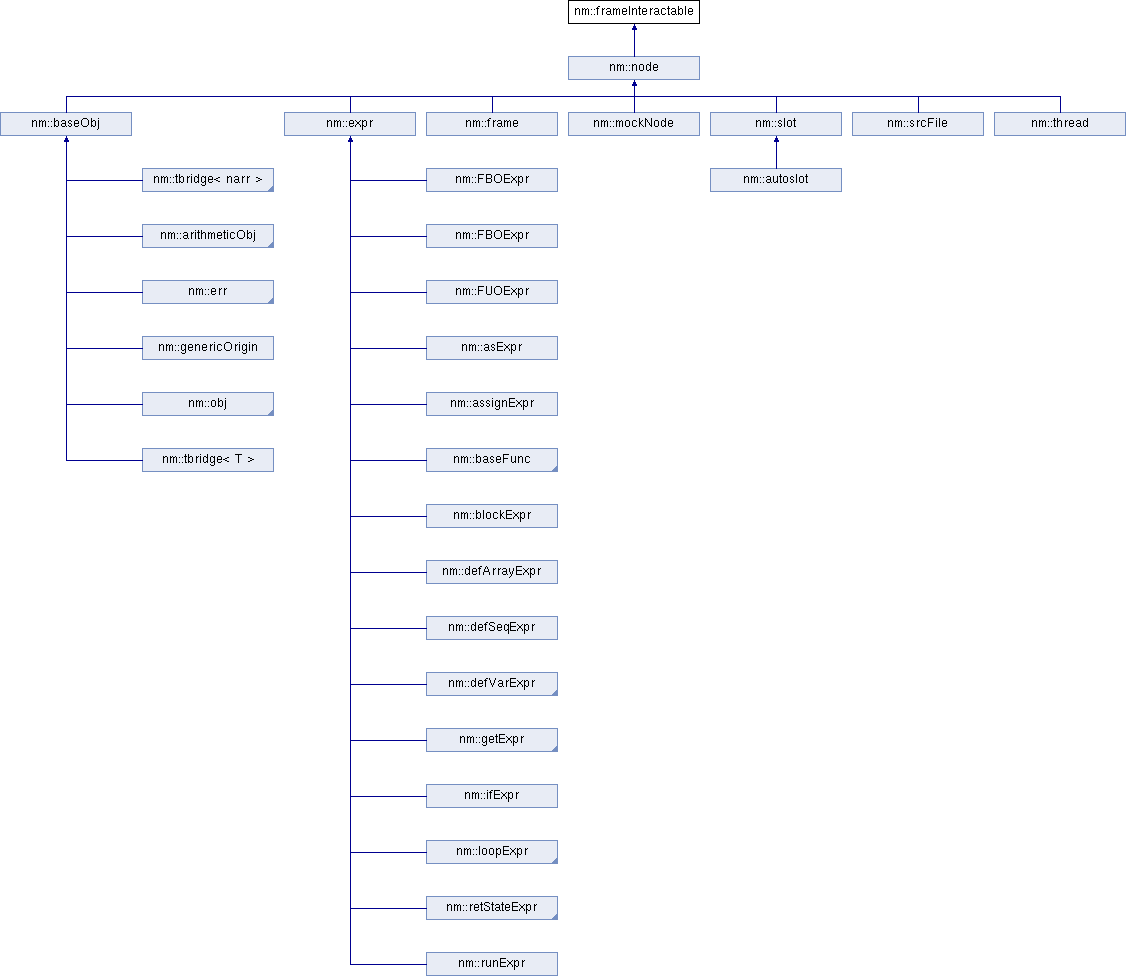 nm::frameInteractable
nm::node
nm::baseObj
nm::expr
nm::frame
nm::mockNode
nm::slot
nm::srcFile
nm::thread
nm::tbridge< narr >
nm::FBOExpr
nm::autoslot
nm::arithmeticObj
nm::FBOExpr
nm::err
nm::FUOExpr
nm::genericOrigin
nm::asExpr
nm::obj
nm::assignExpr
nm::tbridge< T >
nm::baseFunc
nm::blockExpr
nm::defArrayExpr
nm::defSeqExpr
nm::defVarExpr
nm::getExpr
nm::ifExpr
nm::loopExpr
nm::retStateExpr
nm::runExpr